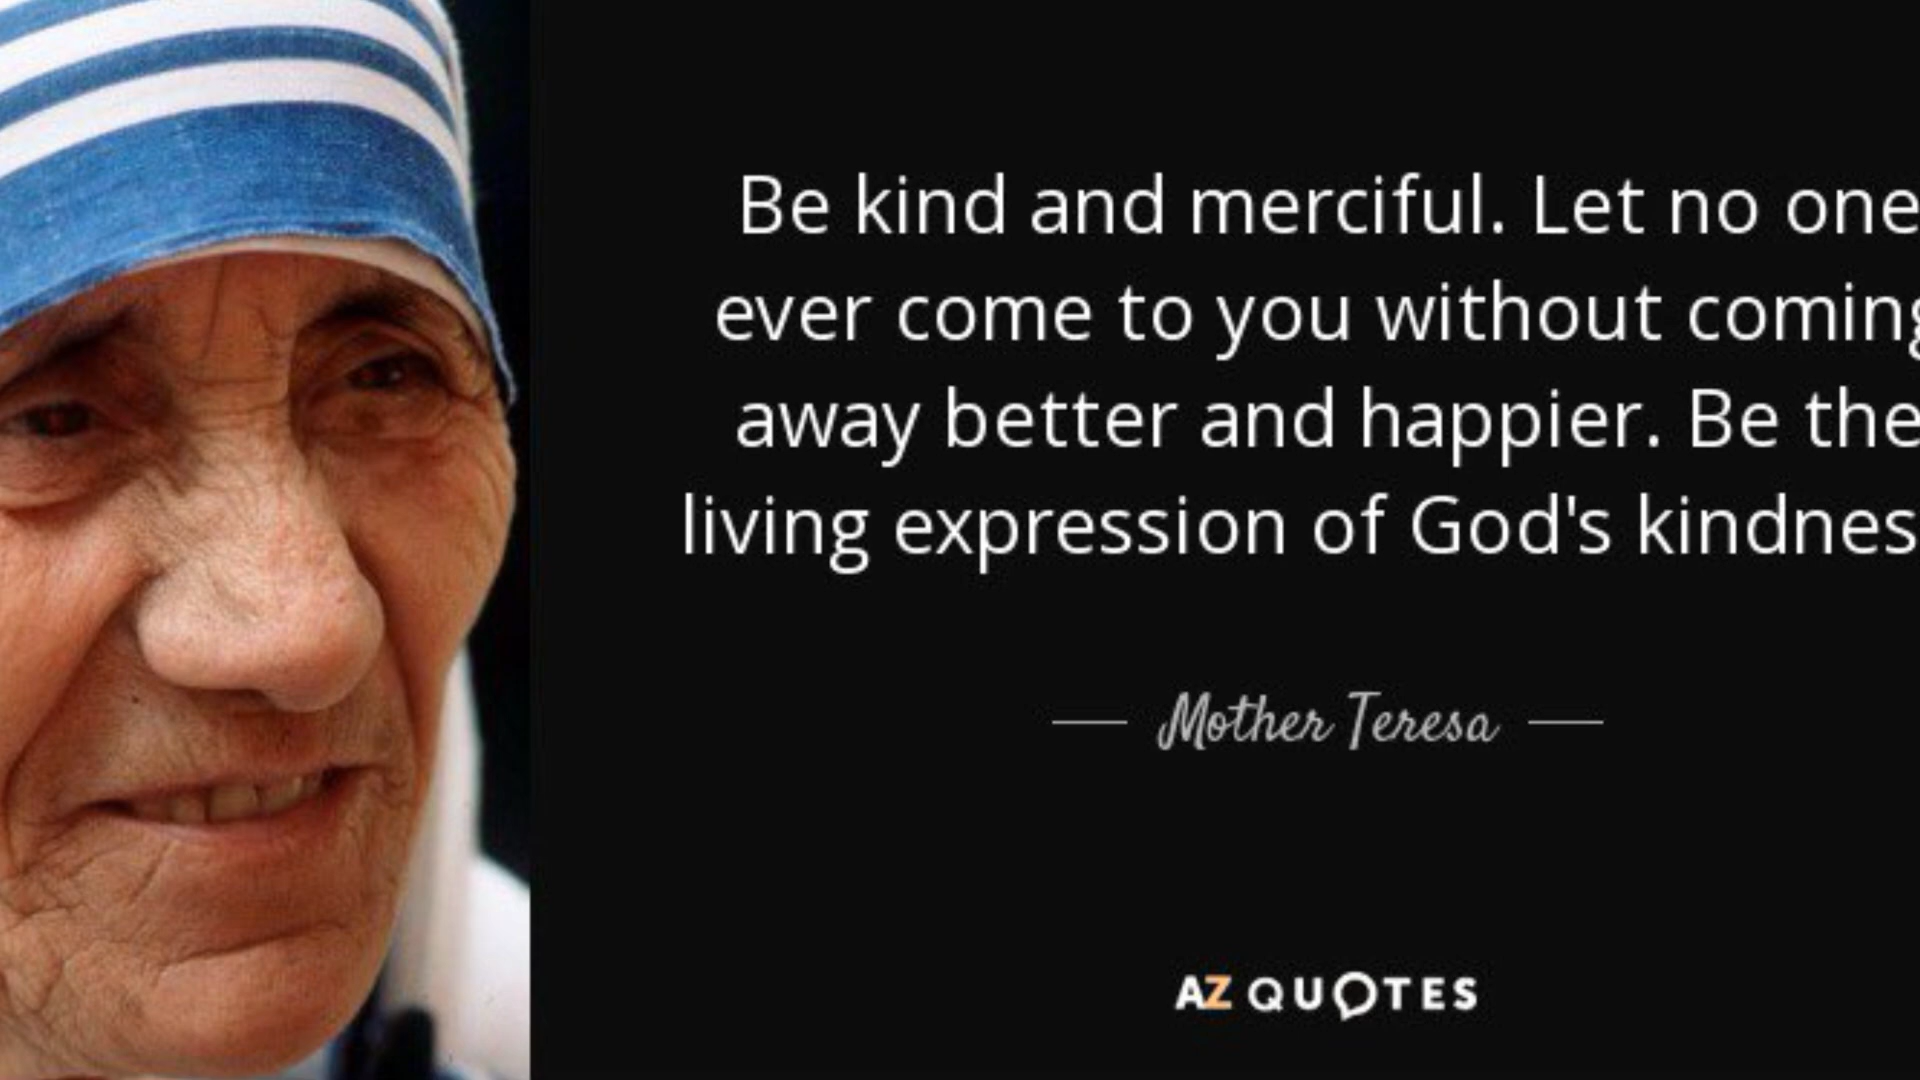 Be kind and merciful. Let no one
ever come to you without coming
away better and happier. Be the
living expression of God's kindnes
Mother Teresa
AZ QUOTES